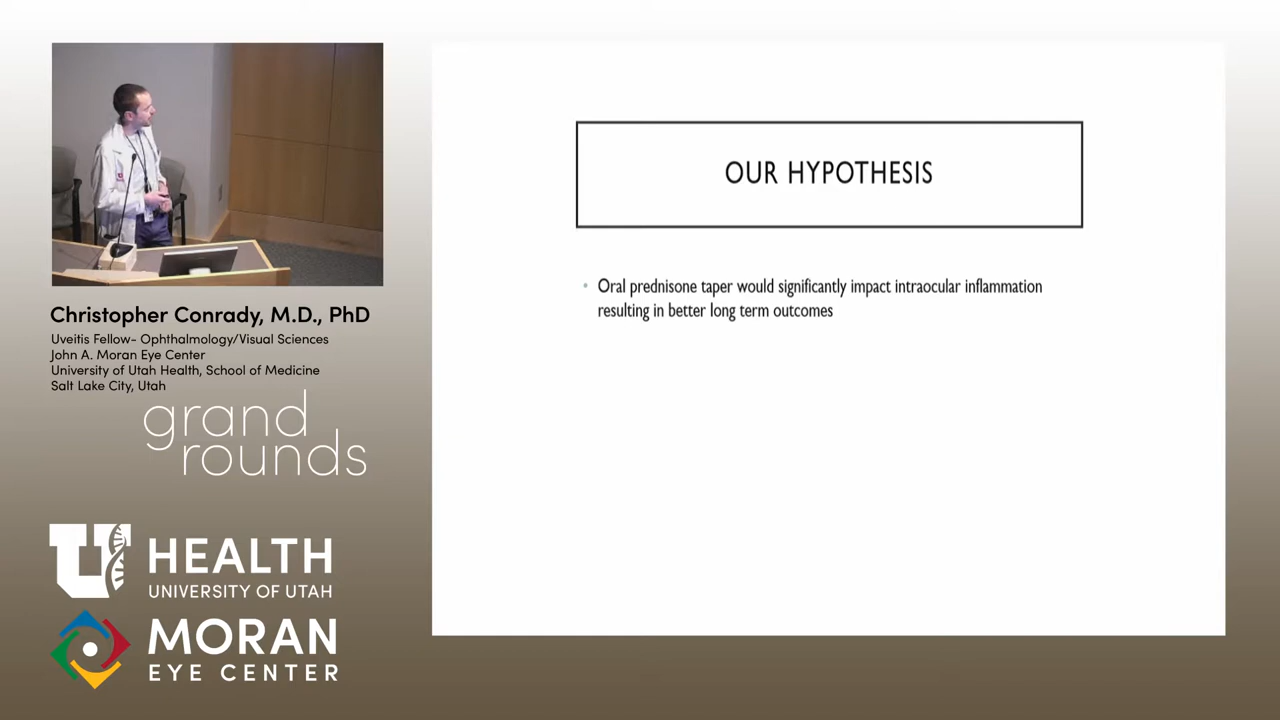 Christopher Conrady, M.D., PhD
Uveitis Fellow- Ophthalmology/Visual Sciences
John A. Moran Eye Center
University of Utah Health, School of Medicine
Salt Lake City, Utah
grand
rounds
U HEALTH
UNIVERSITY OF UTAH
MORAN
EYE CENTER
OUR HYPOTHESIS
• Oral prednisone taper would significantly impact intraocular inflammation
resulting in better long term outcomes